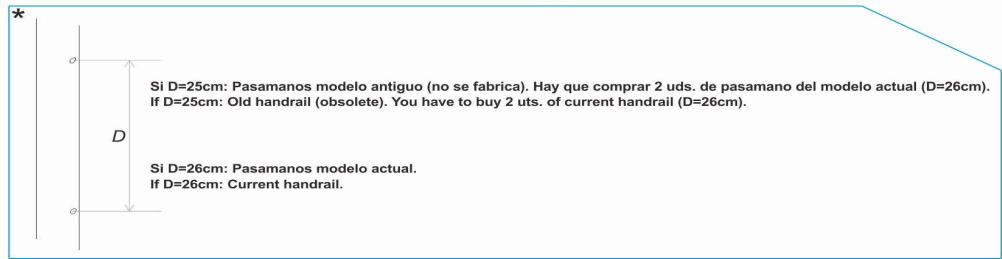 *
Si D=25cm: Pasamanos modelo antiguo (no se fabrica). Hay que comprar 2 uds. de pasamano del modelo actual (D=26cm).
If D=25cm: Old handrail (obsolete). You have to buy 2 uts. of current handrail (D=26cm).
D
Si D=26cm: Pasamanos modelo actual.
If D=26cm: Current handrail.